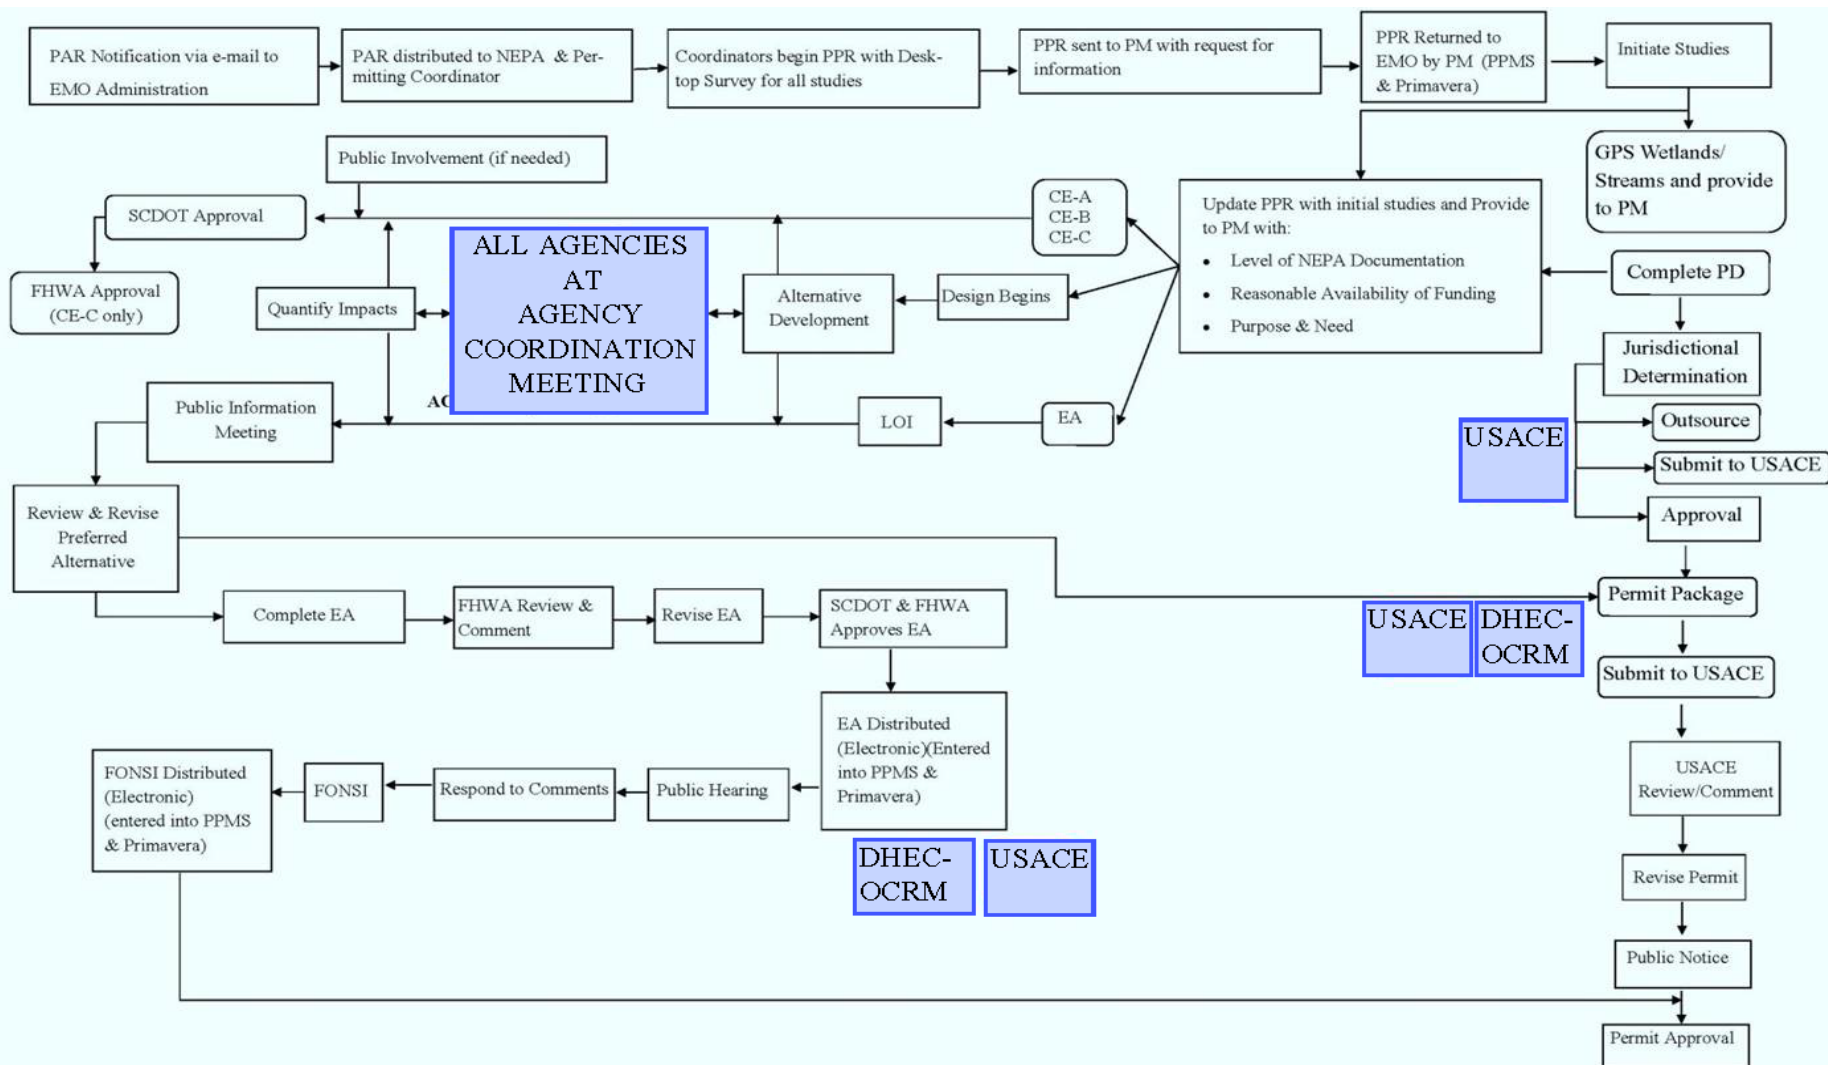 PAR Notification via e-mail to
EMO Administration
PAR distributed to NEPA & Per-
mitting Coordinator
Coordinators begin PPR with Desk-
top Survey for all studies
PPR sent to PM with request for
information
PPR Returned to
EMO by PM (PPMS
& Primavera)
Initiate Studies
GPS Wetlands/
Streams and provide
to PM
Public Involvement (if needed)
SCDOT Approval
FHWA Approval
(CE-C only)
Quantify Impacts
ALL AGENCIES
AT
AGENCY
COORDINATION
MEETING
Alternative
Development
Design Begins
CE-A
CE-B
CE-C
Update PPR with initial studies and Provide
to PM with:
• Level of NEPA Documentation
• Reasonable Availability of Funding
• Purpose & Need
Complete PD
Jurisdictional
Determination
Outsource
USACE
Submit to USACE
Approval
AC
LOI
EA
Public Information
Meeting
Review & Revise
Preferred
Alternative
Complete EA
FHWA Review &
Comment
Revise EA
SCDOT & FHWA
Approves EA
Permit Package
USACE
DHEC-
OCRM
Submit to USACE
EA Distributed
(Electronic)(Entered
into PPMS &
Primavera)
Public Hearing
Respond to Comments
FONSI
FONSI Distributed
(Electronic)
(entered into PPMS
& Primavera)
DHEC-
OCRM
USACE
USACE
Review/Comment
Revise Permit
Public Notice
Permit Approval